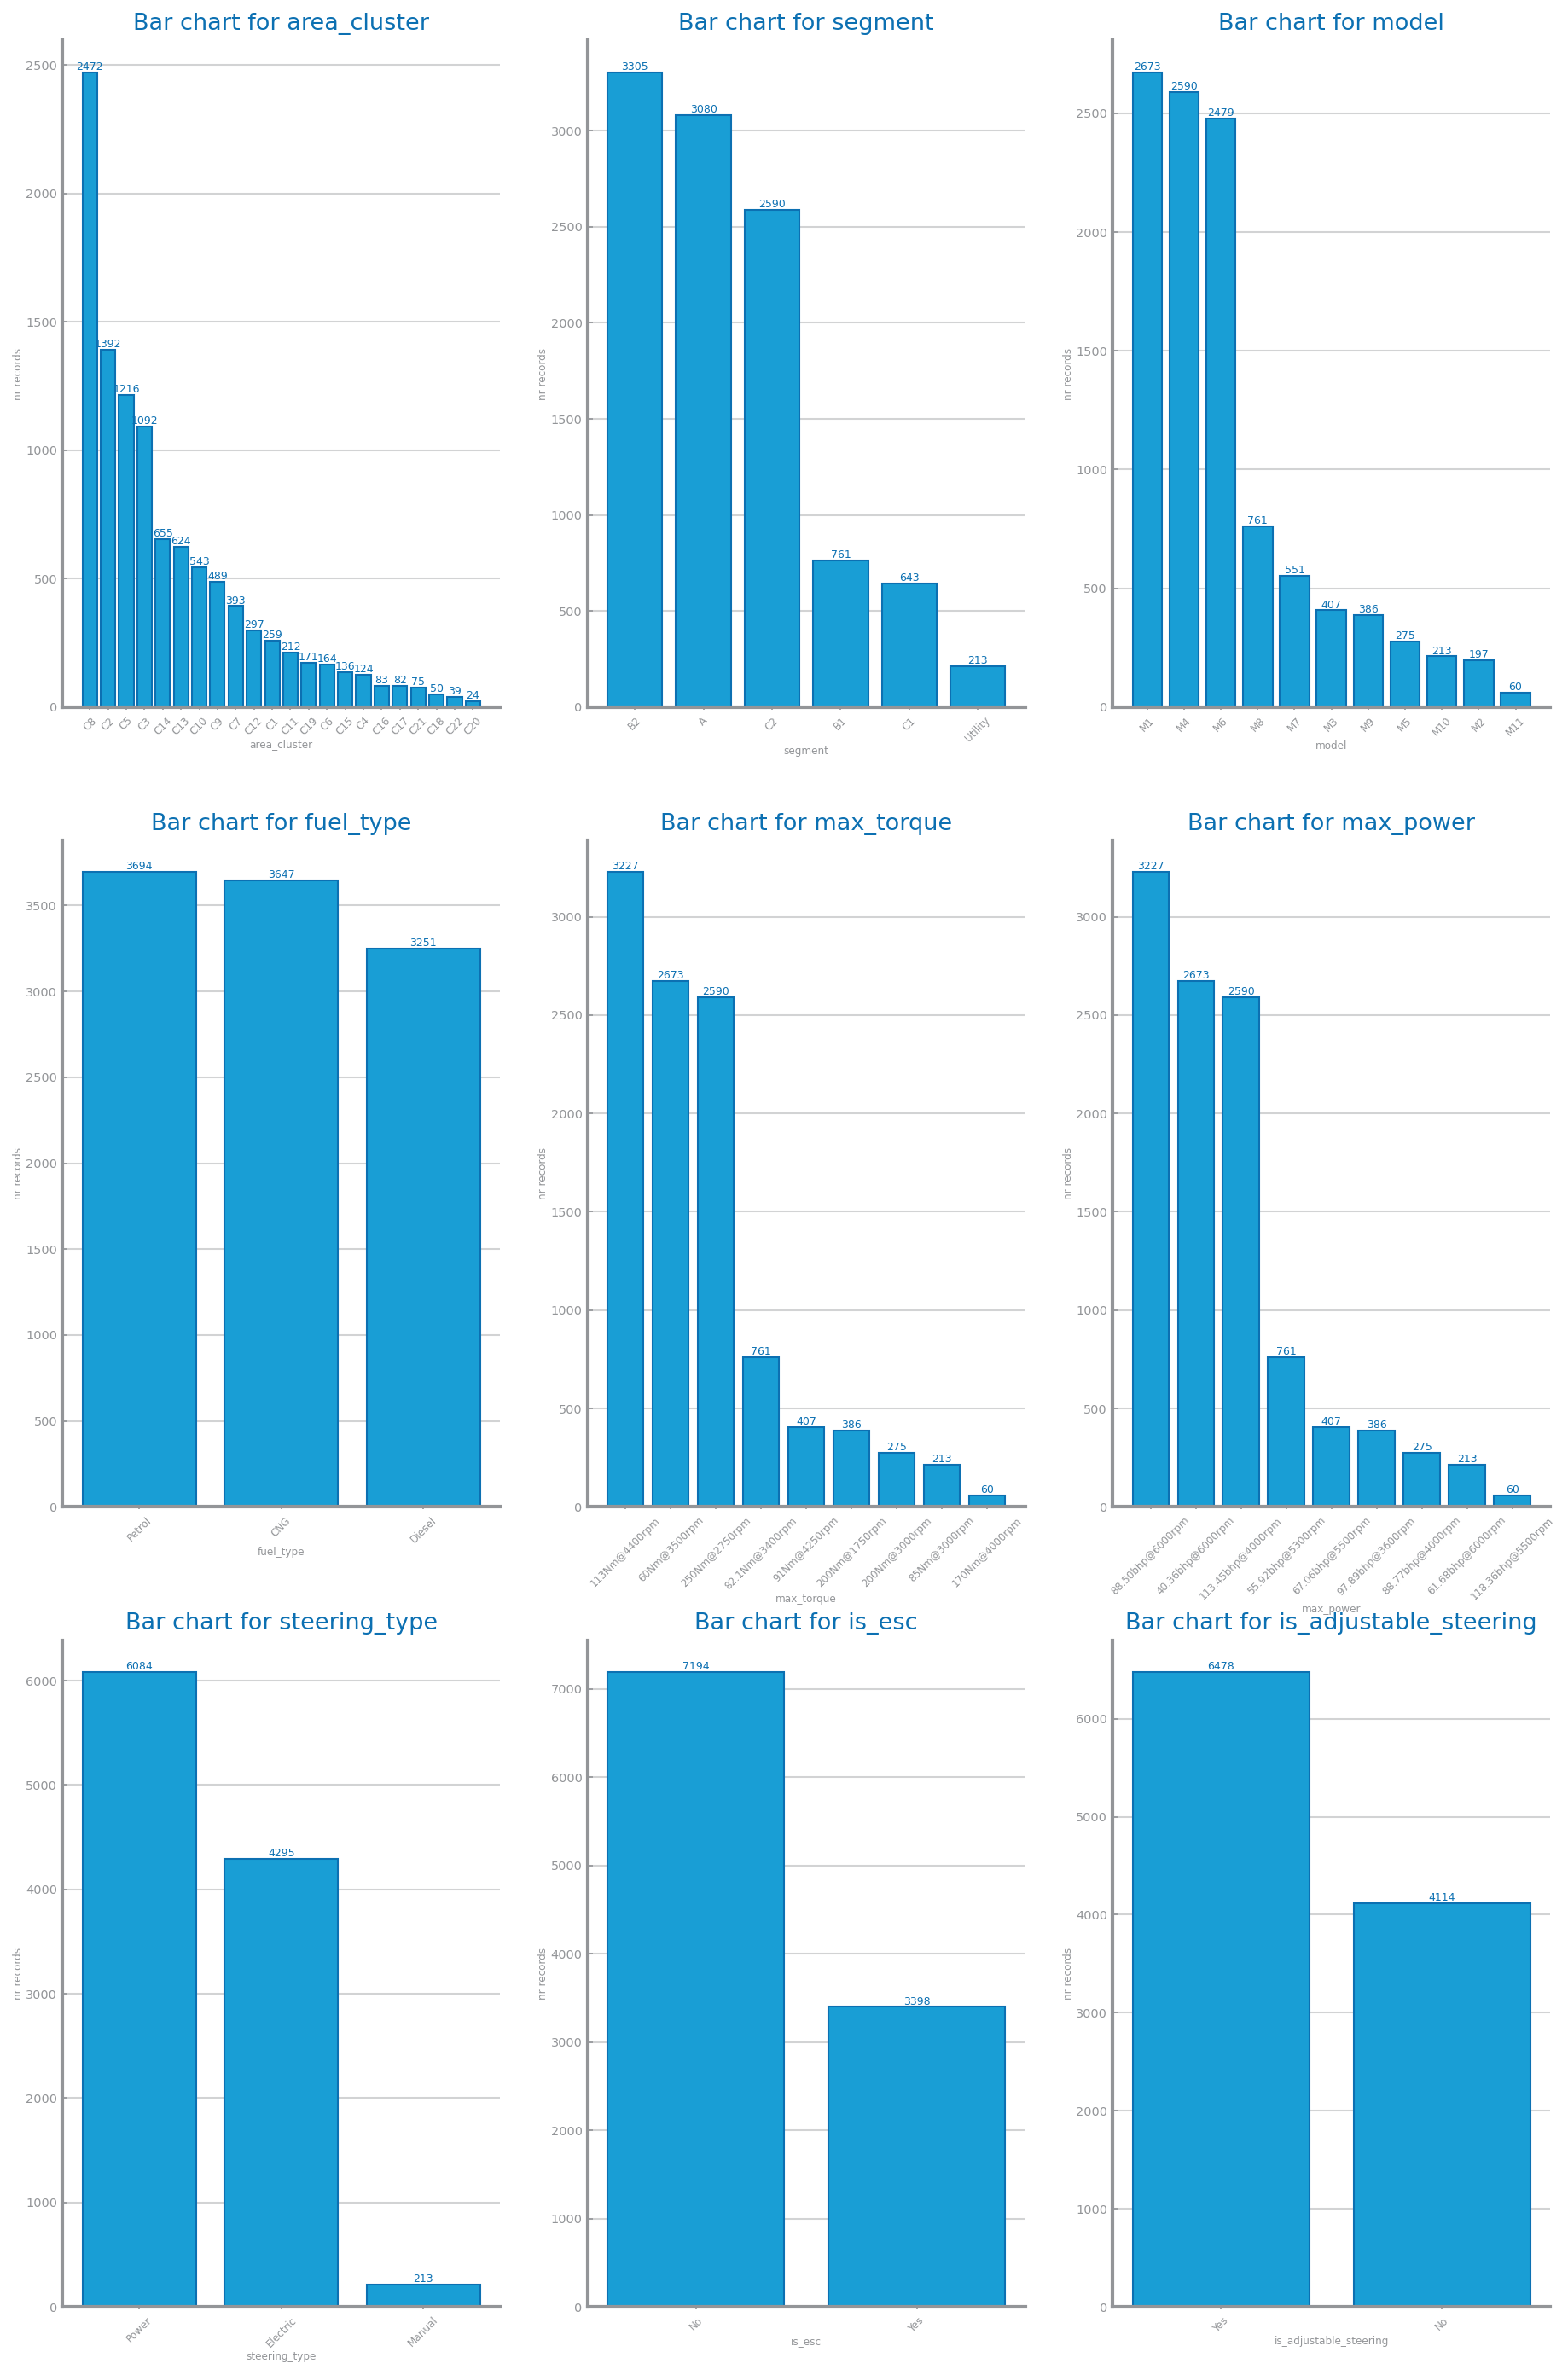 Bar chart for area_cluster
2500
2000
1500
1000
500
0
nr records
2472
1392
1216
1092
655
624
543
489
393
297
259
212
171
164
136
124
83
82
75
50
39
24
C8
C2
C5
C3
C14
C13
C10
C9
C7
C12
C1
C11
C19
C6
C15
C4
C16
C17
C21
C18
C22
C20
area_cluster
Bar chart for segment
3000
2500
2000
1500
1000
500
0
nr records
3305
3080
2590
761
643
213
B2
A
C2
B1
C1
Utility
segment
Bar chart for model
2500
2000
1500
1000
500
0
nr records
2673
2590
2479
761
551
407
386
275
213
197
60
M1
M4
M6
M8
M7
M3
M9
M5
M10
M2
M11
model
Bar chart for fuel_type
3500
3000
2500
2000
1500
1000
500
0
nr records
3694
3647
3251
Petrol
CNG
Diesel
fuel_type
Bar chart for max_torque
3000
2500
2000
1500
1000
500
0
nr records
3227
2673
2590
761
407
386
275
213
60
113Nm@4400rpm
60Nm@3500rpm
250Nm@2750rpm
82.1Nm@3400rpm
91Nm@4250rpm
200Nm@1750rpm
200Nm@3000rpm
85Nm@3000rpm
170Nm@4000rpm
max_torque
Bar chart for max_power
3000
2500
2000
1500
1000
500
0
nr records
3227
2673
2590
761
407
386
275
213
60
88.50bhp@6000rpm
40.36bhp@6000rpm
113.45bhp@4000rpm
55.92bhp@5300rpm
67.06bhp@5500rpm
97.89bhp@3600rpm
88.77bhp@4000rpm
61.68bhp@6000rpm
118.36bhp@5500rpm
max_power
Bar chart for steering_type
6000
5000
4000
3000
2000
1000
0
nr records
6084
4295
213
Power
Electric
Manual
steering_type
Bar chart for is_esc
7000
6000
5000
4000
3000
2000
1000
0
nr records
7194
3398
No
Yes
is_esc
Bar chart for is_adjustable_steering
6000
5000
4000
3000
2000
1000
0
nr records
6478
4114
Yes
No
is_adjustable_steering